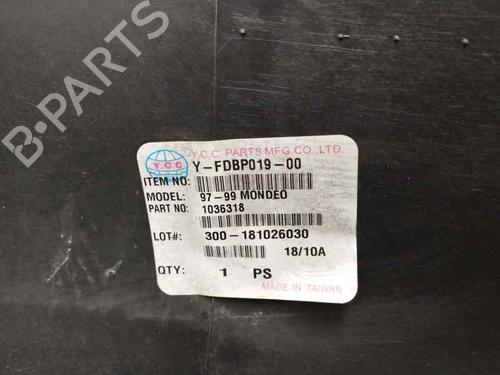 Y.C.C PARTS MFG.CO.,LTD.
Y.C.C
Y-FDBP019-00
ITEM NO:
MODEL: 97-99 MONDEO
PART NO: 1036318
LOT#: 300-181026030
18/10A
QTY: 1 PS
MADE IN TAIWAN
B-PARTS